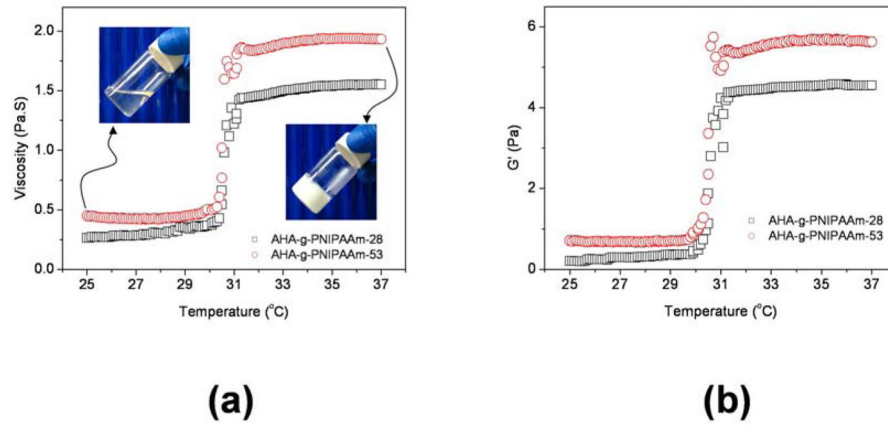 2.0
1.5
1.0
0.5
0.0
Viscosity (Pa.S)
AHA-g-PNIPAAm-28
AHA-g-PNIPAAm-53
25 27 29 31 33 35 37
Temperature (°C)
(a)
6
4
2
0
G' (Pa)
AHA-g-PNIPAAm-28
AHA-g-PNIPAAm-53
25 27 29 31 33 35 37
Temperature (°C)
(b)